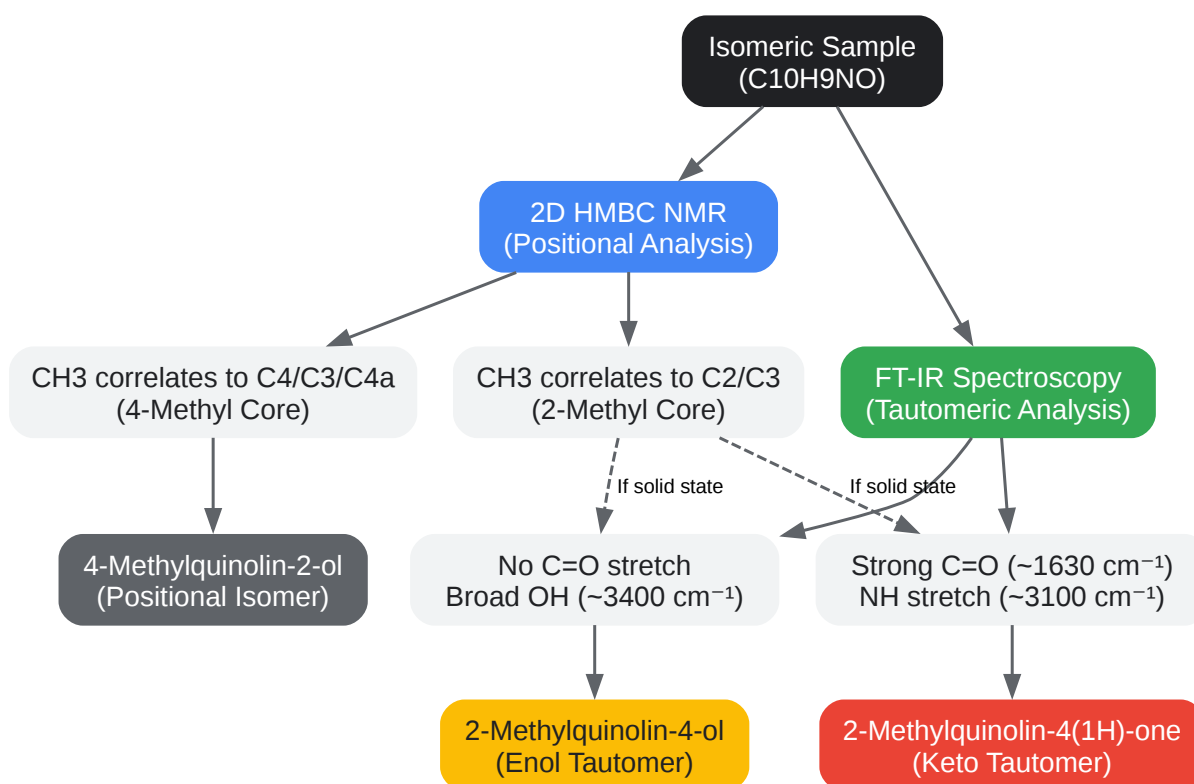 Isomeric Sample
(C10H9NO)
2D HMBC NMR
(Positional Analysis)
CH3 correlates to C4/C3/C4a
(4-Methyl Core)
CH3 correlates to C2/C3
(2-Methyl Core)
FT-IR Spectroscopy
(Tautomeric Analysis)
If solid state
If solid state
4-Methylquinolin-2-ol
(Positional Isomer)
No C=O stretch
Broad OH (~3400 cm⁻¹)
Strong C=O (~1630 cm⁻¹)
NH stretch (~3100 cm⁻¹)
2-Methylquinolin-4-ol
(Enol Tautomer)
2-Methylquinolin-4(1H)-one
(Keto Tautomer)